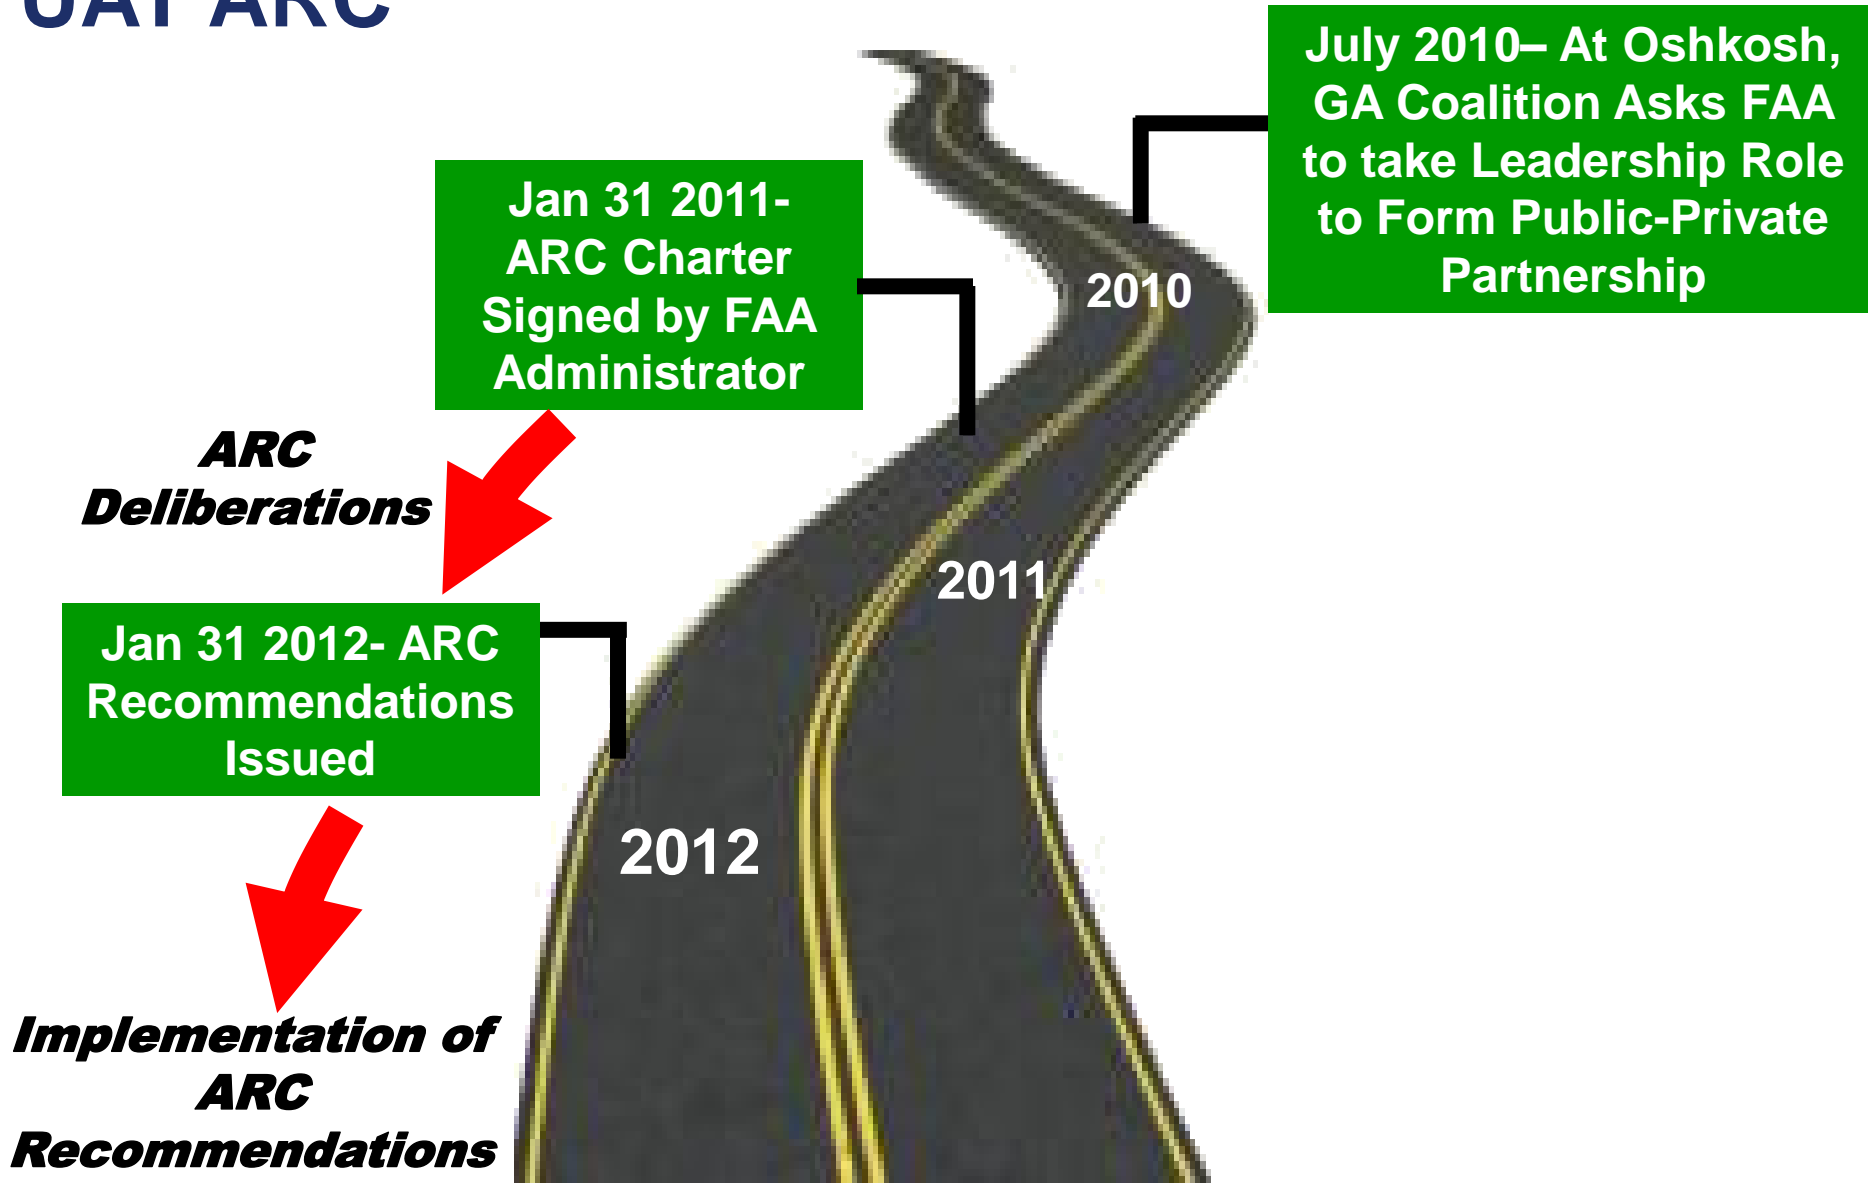 UAT ARC
July 2010– At Oshkosh,
GA Coalition Asks FAA
to take Leadership Role
to Form Public-Private
Partnership
Jan 31 2011-
ARC Charter
Signed by FAA
Administrator
2010
ARC
Deliberations
2011
Jan 31 2012- ARC
Recommendations
Issued
2012
Implementation of
ARC
Recommendations